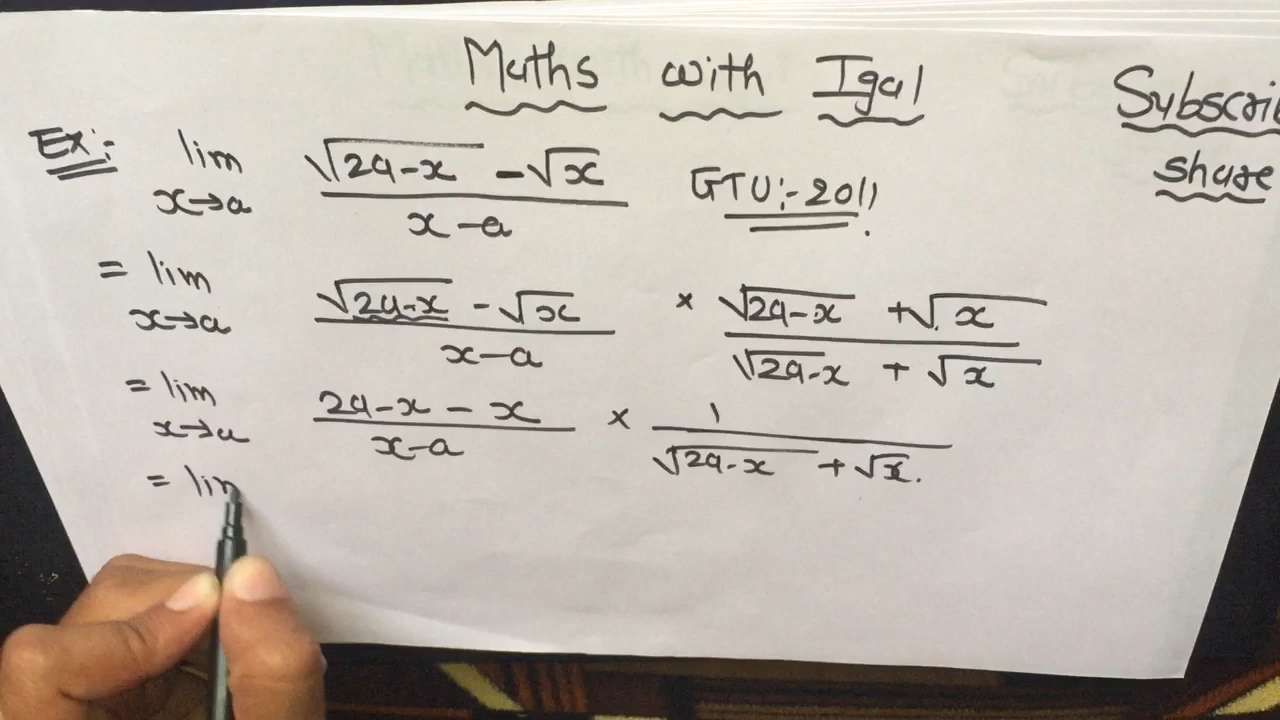 Maths with Igal
Subscri
share
Ex:- lim x→a (√(2a-x) - √x)/(x-a) GTU:-2011.
= lim x→a (√(2a-x) - √x)/(x-a) × (√(2a-x) + √x)/(√(2a-x) + √x)
= lim x→a (2a-x-x)/(x-a) × 1/(√(2a-x) + √x).
= lim